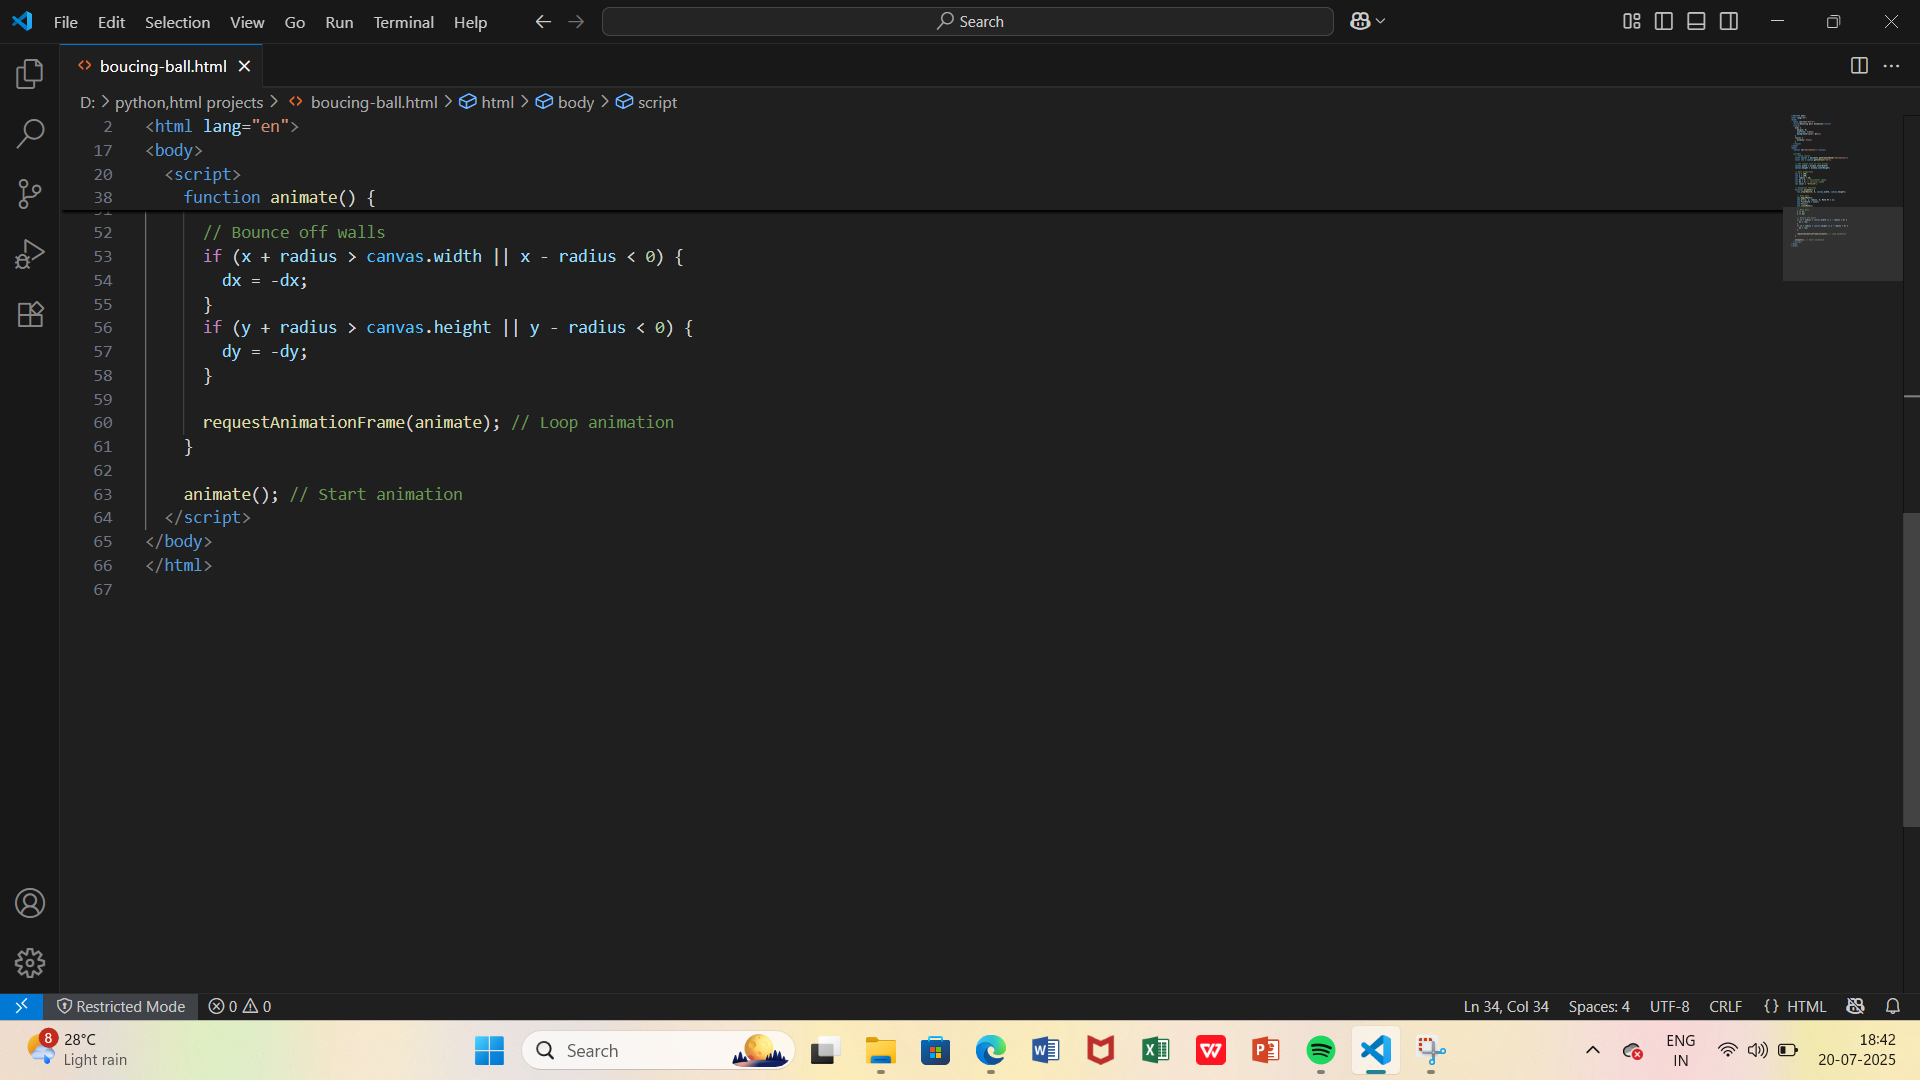 File Edit Selection View Go Run Terminal Help
Search
boucing-ball.html
D: > python,html projects > boucing-ball.html > html > body > script
2 <html lang="en">
17 <body>
20 <script>
38 function animate() {
52 // Bounce off walls
53 if (x + radius > canvas.width || x - radius < 0) {
54 dx = -dx;
55 }
56 if (y + radius > canvas.height || y - radius < 0) {
57 dy = -dy;
58 }
59
60 requestAnimationFrame(animate); // Loop animation
61 }
62
63 animate(); // Start animation
64 </script>
65 </body>
66 </html>
67
Restricted Mode 0 0 Ln 34, Col 34 Spaces: 4 UTF-8 CRLF {} HTML
8 28°C
Light rain
Search
ENG
IN
18:42
20-07-2025